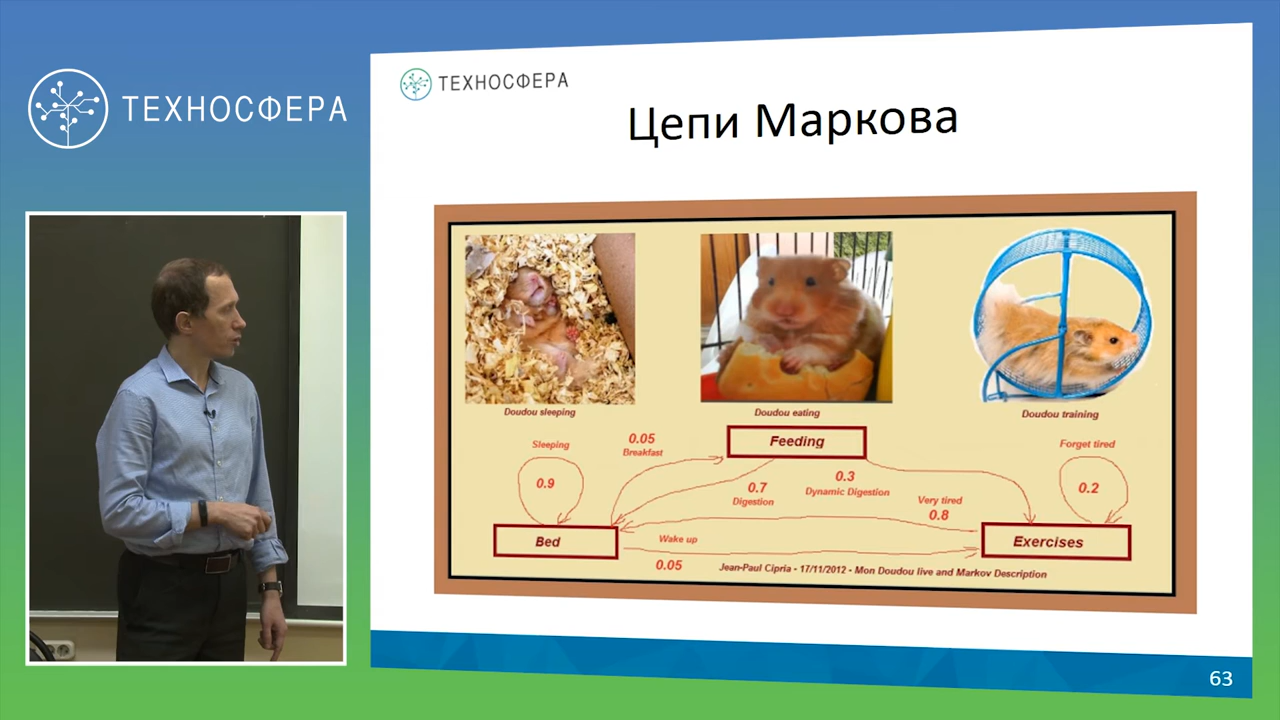 ТЕХНОСФЕРА
ТЕХНОСФЕРА
Цепи Маркова
Doudou sleeping
Doudou eating
Doudou training
Sleeping
0.9
0.05
Breakfast
Feeding
0.7
Digestion
0.3
Dynamic Digestion
Very tired
0.8
Forget tired
0.2
Bed
Wake up
0.05
Exercises
Jean-Paul Cipria - 17/11/2012 - Mon Doudou live and Markov Description
63